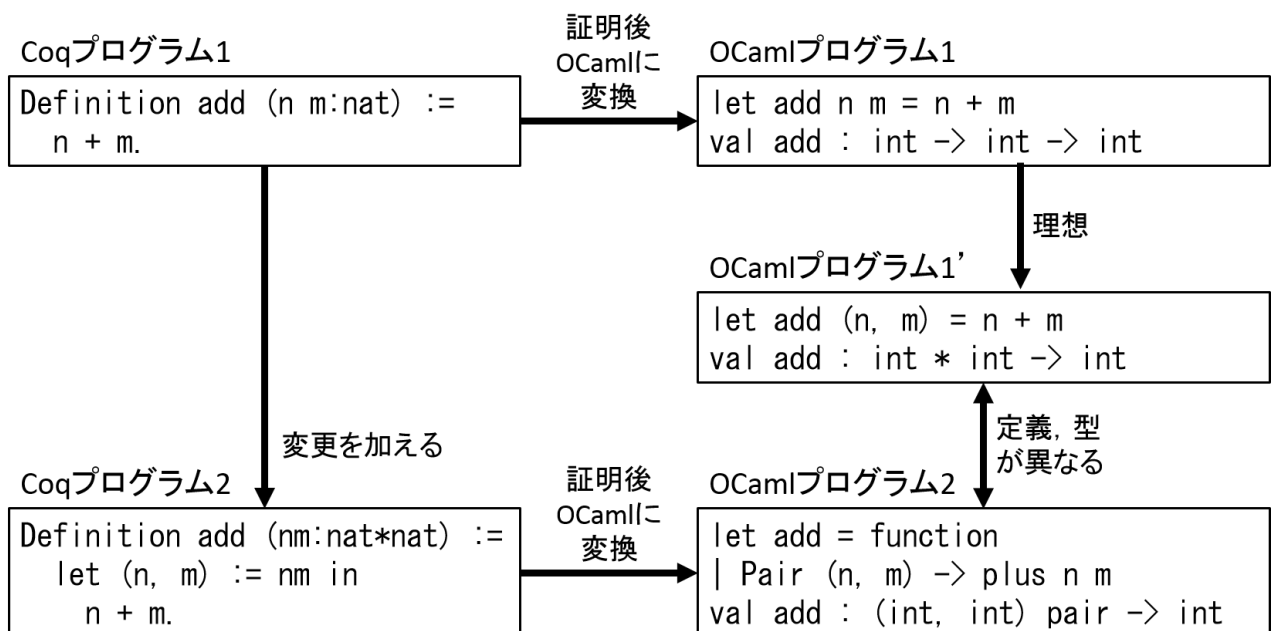 Coqプログラム1
Definition add (n m:nat) :=
n + m.
証明後
OCamlに
変換
OCamlプログラム1
let add n m = n + m
val add : int -> int -> int
理想
OCamlプログラム1’
let add (n, m) = n + m
val add : int * int -> int
変更を加える
定義, 型
が異なる
Coqプログラム2
Definition add (nm:nat*nat) :=
let (n, m) := nm in
n + m.
証明後
OCamlに
変換
OCamlプログラム2
let add = function
| Pair (n, m) -> plus n m
val add : (int, int) pair -> int